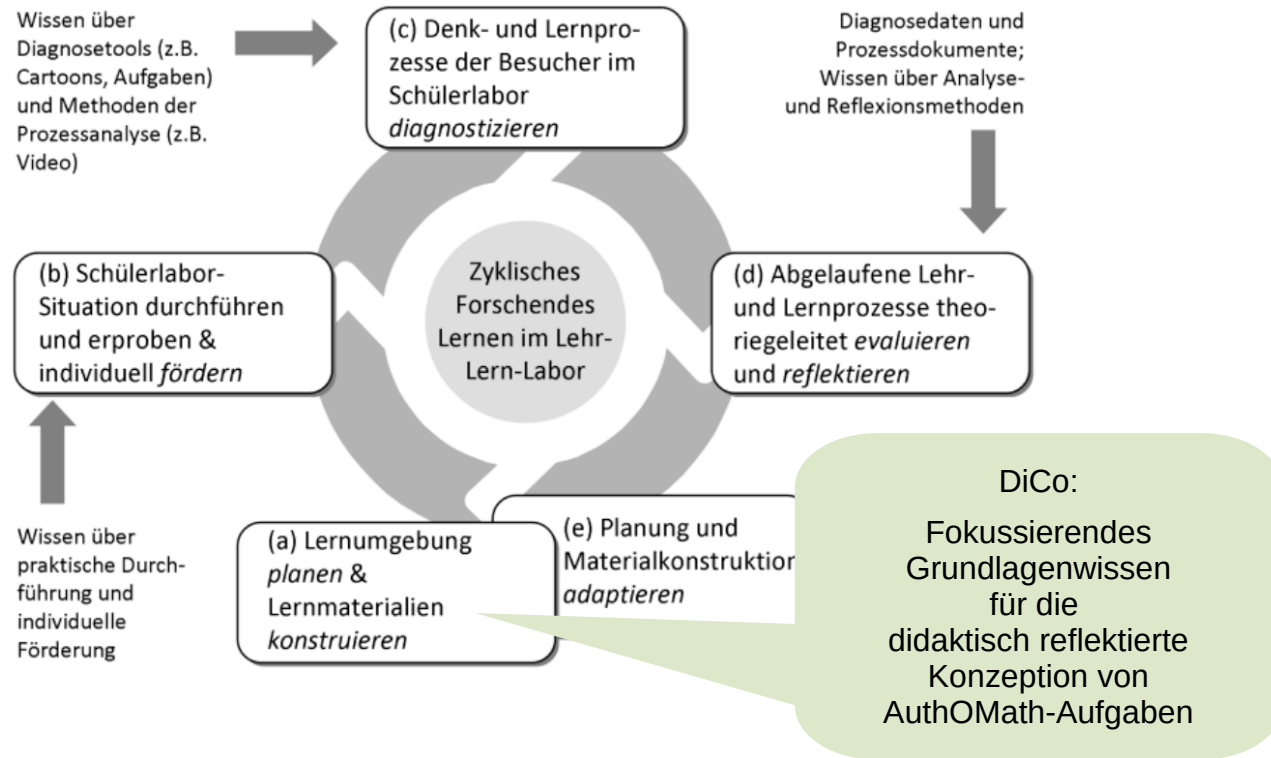 Wissen über
Diagnosetools (z.B.
Cartoons, Aufgaben)
und Methoden der
Prozessanalyse (z.B.
Video)
(c) Denk- und Lernpro-
zesse der Besucher im
Schülerlabor
diagnostizieren
Diagnosedaten und
Prozessdokumente;
Wissen über Analyse-
und Reflexionsmethoden
(b) Schülerlabor-
Situation durchführen
und erproben &
individuell fördern
Zyklisches
Forschendes
Lernen im Lehr-
Lern-Labor
(d) Abgelaufene Lehr-
und Lernprozesse theo-
riegeleitet evaluieren
und reflektieren
Wissen über
praktische Durch-
führung und
individuelle
Förderung
(a) Lernumgebung
planen &
Lernmaterialien
konstruieren
(e) Planung und
Materialkonstruktion
adaptieren
DiCo:
Fokussierendes
Grundlagenwissen
für die
didaktisch reflektierte
Konzeption von
AuthOMath-Aufgaben